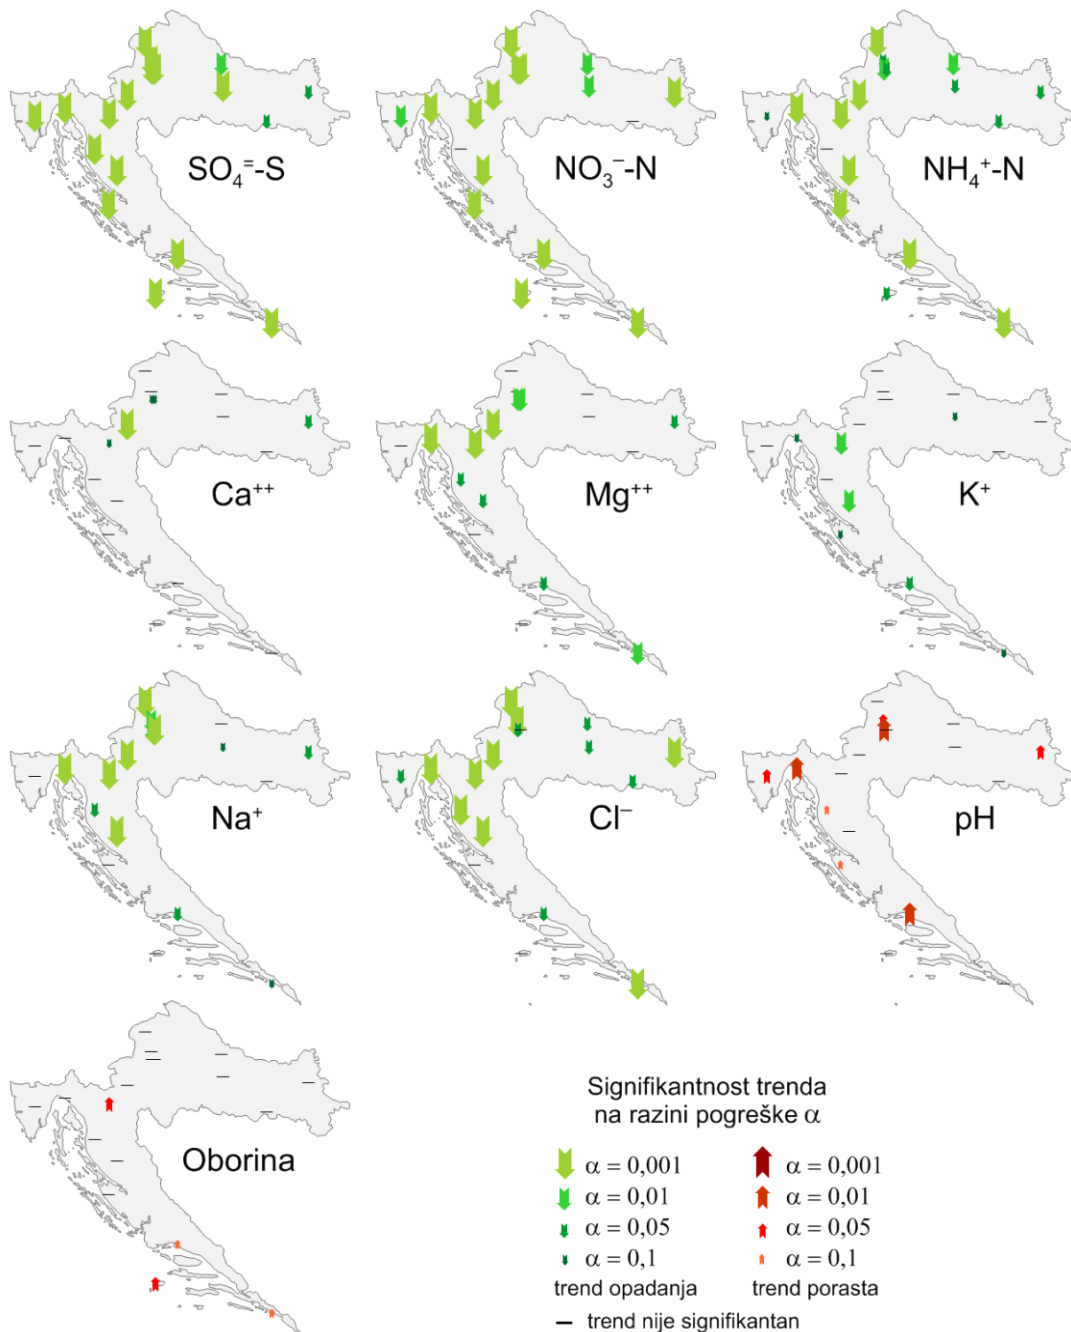 SO₄⁼-S
NO₃⁻-N
NH₄⁺-N
Ca⁺⁺
Mg⁺⁺
K⁺
Na⁺
Cl⁻
pH
Oborina
Signifikantnost trenda
na razini pogreške α
α = 0,001
α = 0,001
α = 0,01
α = 0,01
α = 0,05
α = 0,05
α = 0,1
α = 0,1
trend opadanja
trend porasta
— trend nije signifikantan